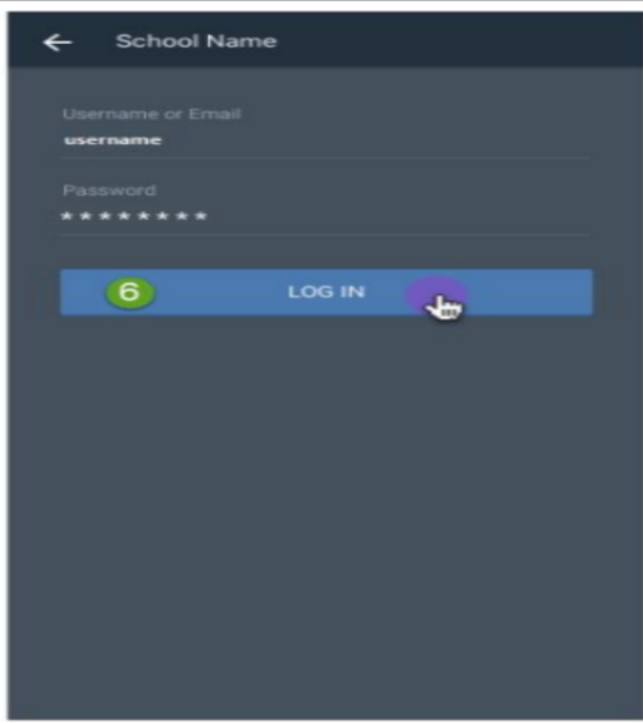 ← School Name
Username or Email
username
Password
********
6 LOG IN